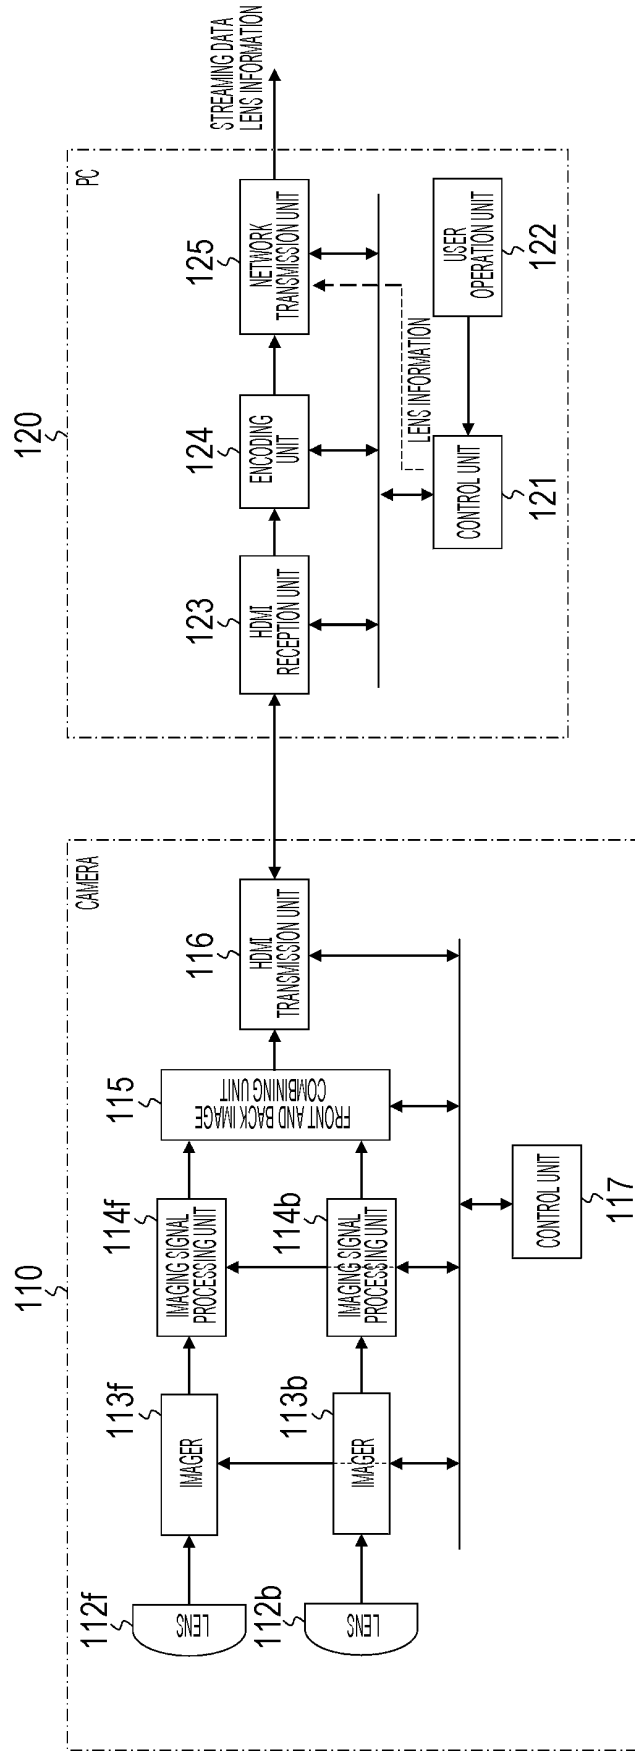 110
CAMERA
112f
LENS
113f
IMAGER
114f
IMAGING SIGNAL
PROCESSING UNIT
115
FRONT AND BACK IMAGE
COMBINING UNIT
116
HDMI
TRANSMISSION UNIT
112b
LENS
113b
IMAGER
114b
IMAGING SIGNAL
PROCESSING UNIT
CONTROL UNIT
117
120
PC
123
HDMI
RECEPTION UNIT
124
ENCODING
UNIT
125
NETWORK
TRANSMISSION UNIT
STREAMING DATA
LENS INFORMATION
LENS INFORMATION
CONTROL UNIT
121
USER
OPERATION UNIT
122